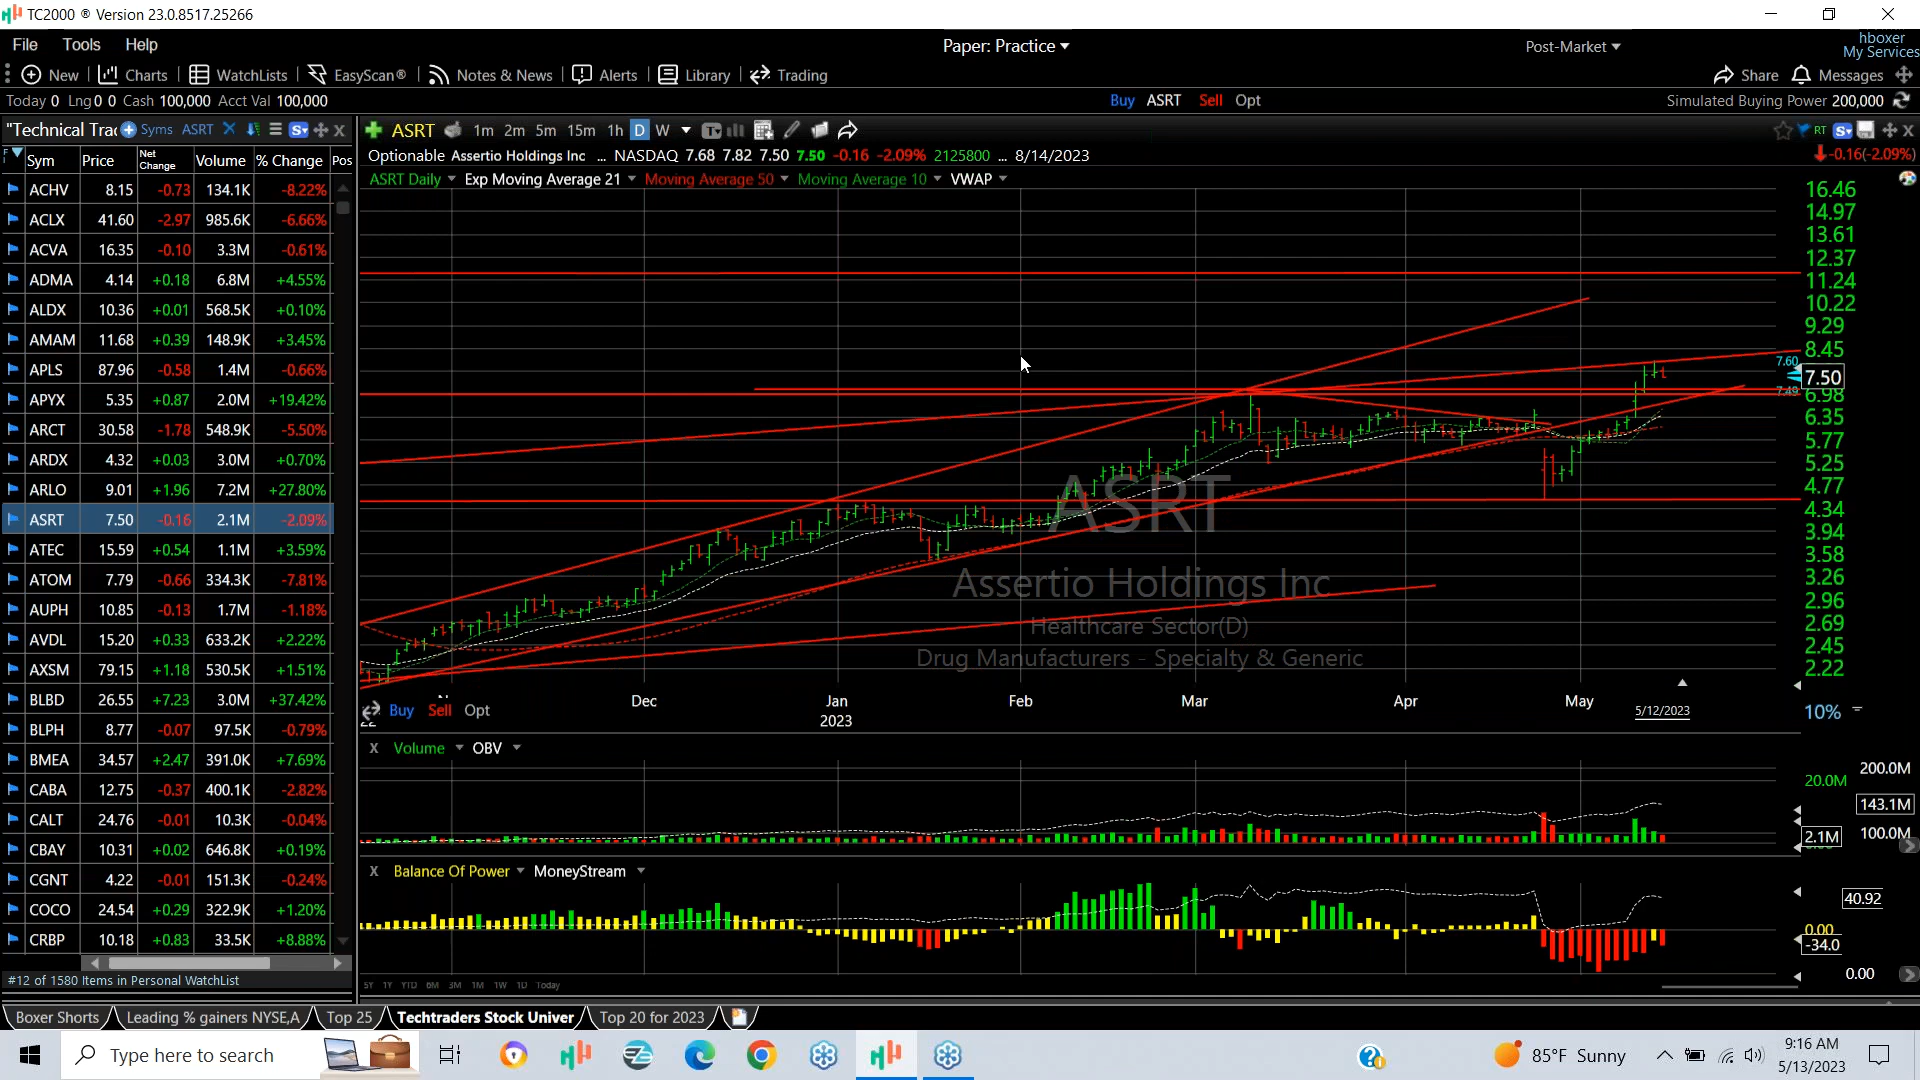 TC2000 ® Version 23.0.8517.25266
File Tools Help
Paper: Practice
Post-Market
hboxer
My Services
New Charts WatchLists EasyScan® Notes & News Alerts Library Trading
Share Messages
Today 0 Lng 0 0 Cash 100,000 Acct Val 100,000
Buy ASRT Sell Opt
Simulated Buying Power 200,000
"Technical Trac Syms ASRT
ASRT 1m 2m 5m 15m 1h D W
RT
Optionable Assertio Holdings Inc ... NASDAQ 7.68 7.82 7.50 7.50 -0.16 -2.09% 2125800 ... 8/14/2023
-0.16(-2.09%)
ASRT Daily Exp Moving Average 21 Moving Average 50 Moving Average 10 VWAP
Sym Price Net Change Volume % Change Pos
ACHV 8.15 -0.73 134.1K -8.22%
ACLX 41.60 -2.97 985.6K -6.66%
ACVA 16.35 -0.10 3.3M -0.61%
ADMA 4.14 +0.18 6.8M +4.55%
ALDX 10.36 +0.01 568.5K +0.10%
AMAM 11.68 +0.39 148.9K +3.45%
APLS 87.96 -0.58 1.4M -0.66%
APYX 5.35 +0.87 2.0M +19.42%
ARCT 30.58 -1.78 548.9K -5.50%
ARDX 4.32 +0.03 3.0M +0.70%
ARLO 9.01 +1.96 7.2M +27.80%
ASRT 7.50 -0.16 2.1M -2.09%
ATEC 15.59 +0.54 1.1M +3.59%
ATOM 7.79 -0.66 334.3K -7.81%
AUPH 10.85 -0.13 1.7M -1.18%
AVDL 15.20 +0.33 633.2K +2.22%
AXSM 79.15 +1.18 530.5K +1.51%
BLBD 26.55 +7.23 3.0M +37.42%
BLPH 8.77 -0.07 97.5K -0.79%
BMEA 34.57 +2.47 391.0K +7.69%
CABA 12.75 -0.37 400.1K -2.82%
CALT 24.76 -0.01 10.3K -0.04%
CBAY 10.31 +0.02 646.8K +0.19%
CGNT 4.22 -0.01 151.3K -0.24%
COCO 24.54 +0.29 322.9K +1.20%
CRBP 10.18 +0.83 33.5K +8.88%
#12 of 1580 Items in Personal WatchList
16.46
14.97
13.61
12.37
11.24
10.22
9.29
8.45
7.60
7.50
7.49
6.98
6.35
5.77
5.25
4.77
4.34
3.94
3.58
3.26
2.96
2.69
2.45
2.22
10%
ASRT
Assertio Holdings Inc
Healthcare Sector(D)
Drug Manufacturers - Specialty & Generic
Dec Jan Feb Mar Apr May
2023
5/12/2023
22
Buy Sell Opt
X Volume OBV
20.0M 200.0M
143.1M
2.1M 100.0M
X Balance Of Power MoneyStream
40.92
0.00
-34.0
0.00
5Y 1Y YTD 6M 3M 1M 1W 1D Today
Boxer Shorts Leading % gainers NYSE,A Top 25 Techtraders Stock Univer Top 20 for 2023
Type here to search
85°F Sunny
9:16 AM
5/13/2023